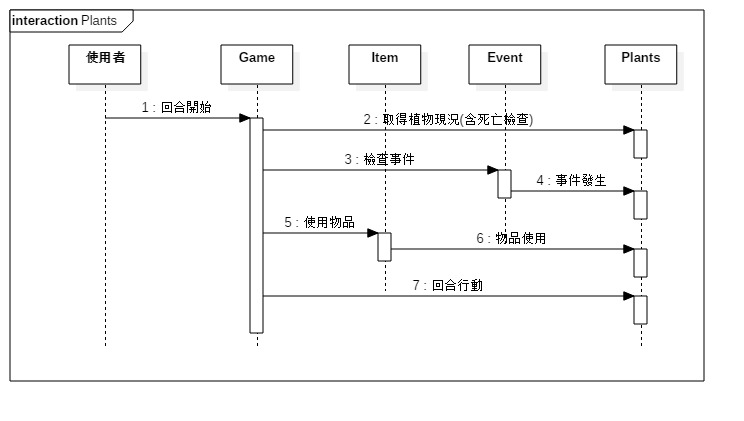 interaction Plants
使用者
Game
Item
Event
Plants
1 : 回合開始
2 : 取得植物現況(含死亡檢查)
3 : 檢查事件
4 : 事件發生
5 : 使用物品
6 : 物品使用
7 : 回合行動